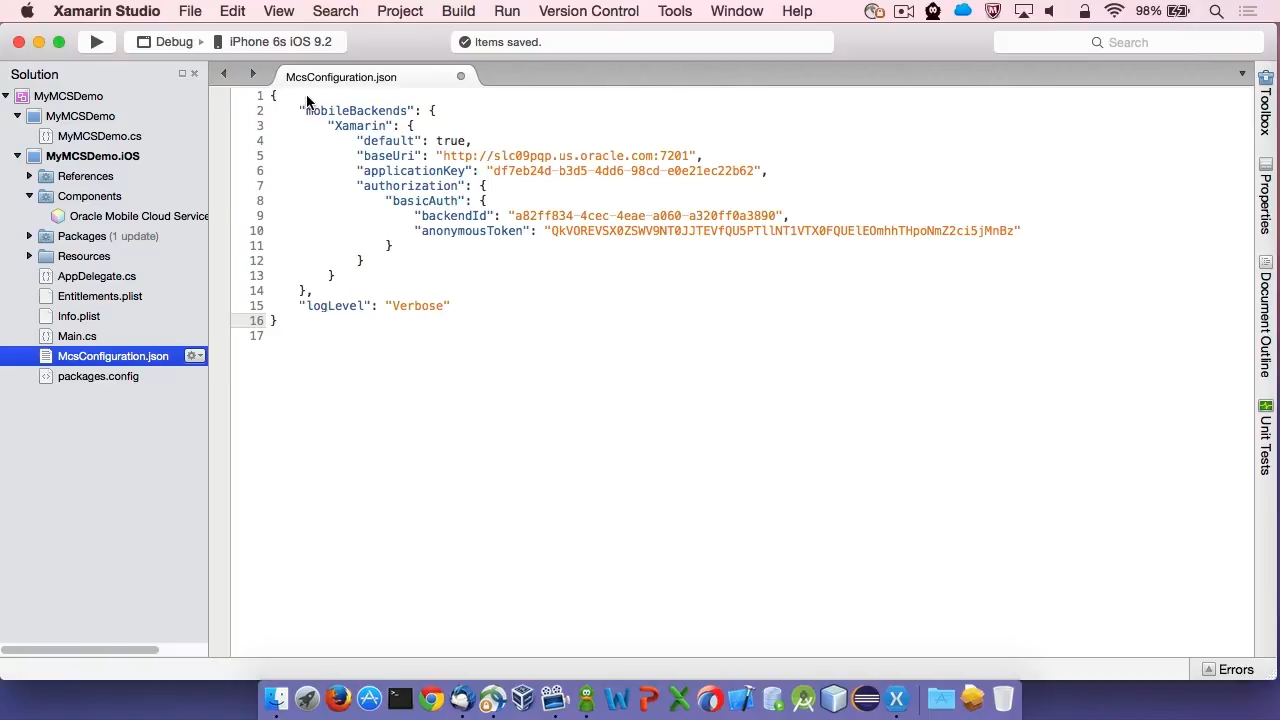 Xamarin Studio File Edit View Search Project Build Run Version Control Tools Window Help 98%
Debug iPhone 6s iOS 9.2 Items saved. Search
Solution
MyMCSDemo
MyMCSDemo
MyMCSDemo.cs
MyMCSDemo.iOS
References
Components
Oracle Mobile Cloud Service
Packages (1 update)
Resources
AppDelegate.cs
Entitlements.plist
Info.plist
Main.cs
McsConfiguration.json
packages.config
McsConfiguration.json
1 {
2 "mobileBackends": {
3 "Xamarin": {
4 "default": true,
5 "baseUri": "http://slc09pqp.us.oracle.com:7201",
6 "applicationKey": "df7eb24d-b3d5-4dd6-98cd-e0e21ec22b62",
7 "authorization": {
8 "basicAuth": {
9 "backendId": "a82ff834-4cec-4eae-a060-a320ff0a3890",
10 "anonymousToken": "QkVOREVSX0ZSWV9NT0JJTEVfQU5PTllNT1VTX0FQUElEOmhhTHpoNmZ2ci5jMnBz"
11 }
12 }
13 }
14 },
15 "logLevel": "Verbose"
16 }
17
Toolbox
Properties
Document Outline
Unit Tests
Errors